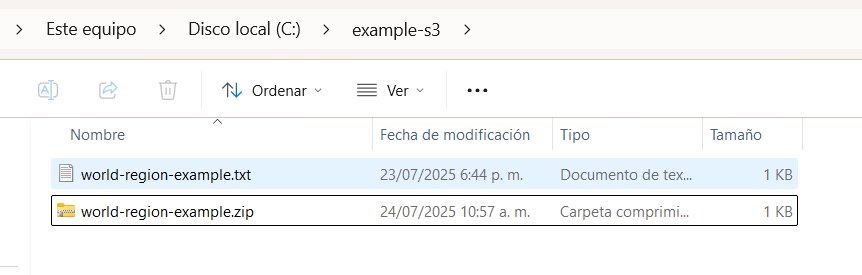 Este equipo > Disco local (C:) > example-s3 >
Ordenar Ver ...
Nombre Fecha de modificación Tipo Tamaño
world-region-example.txt 23/07/2025 6:44 p. m. Documento de tex... 1 KB
world-region-example.zip 24/07/2025 10:57 a. m. Carpeta comprimi... 1 KB